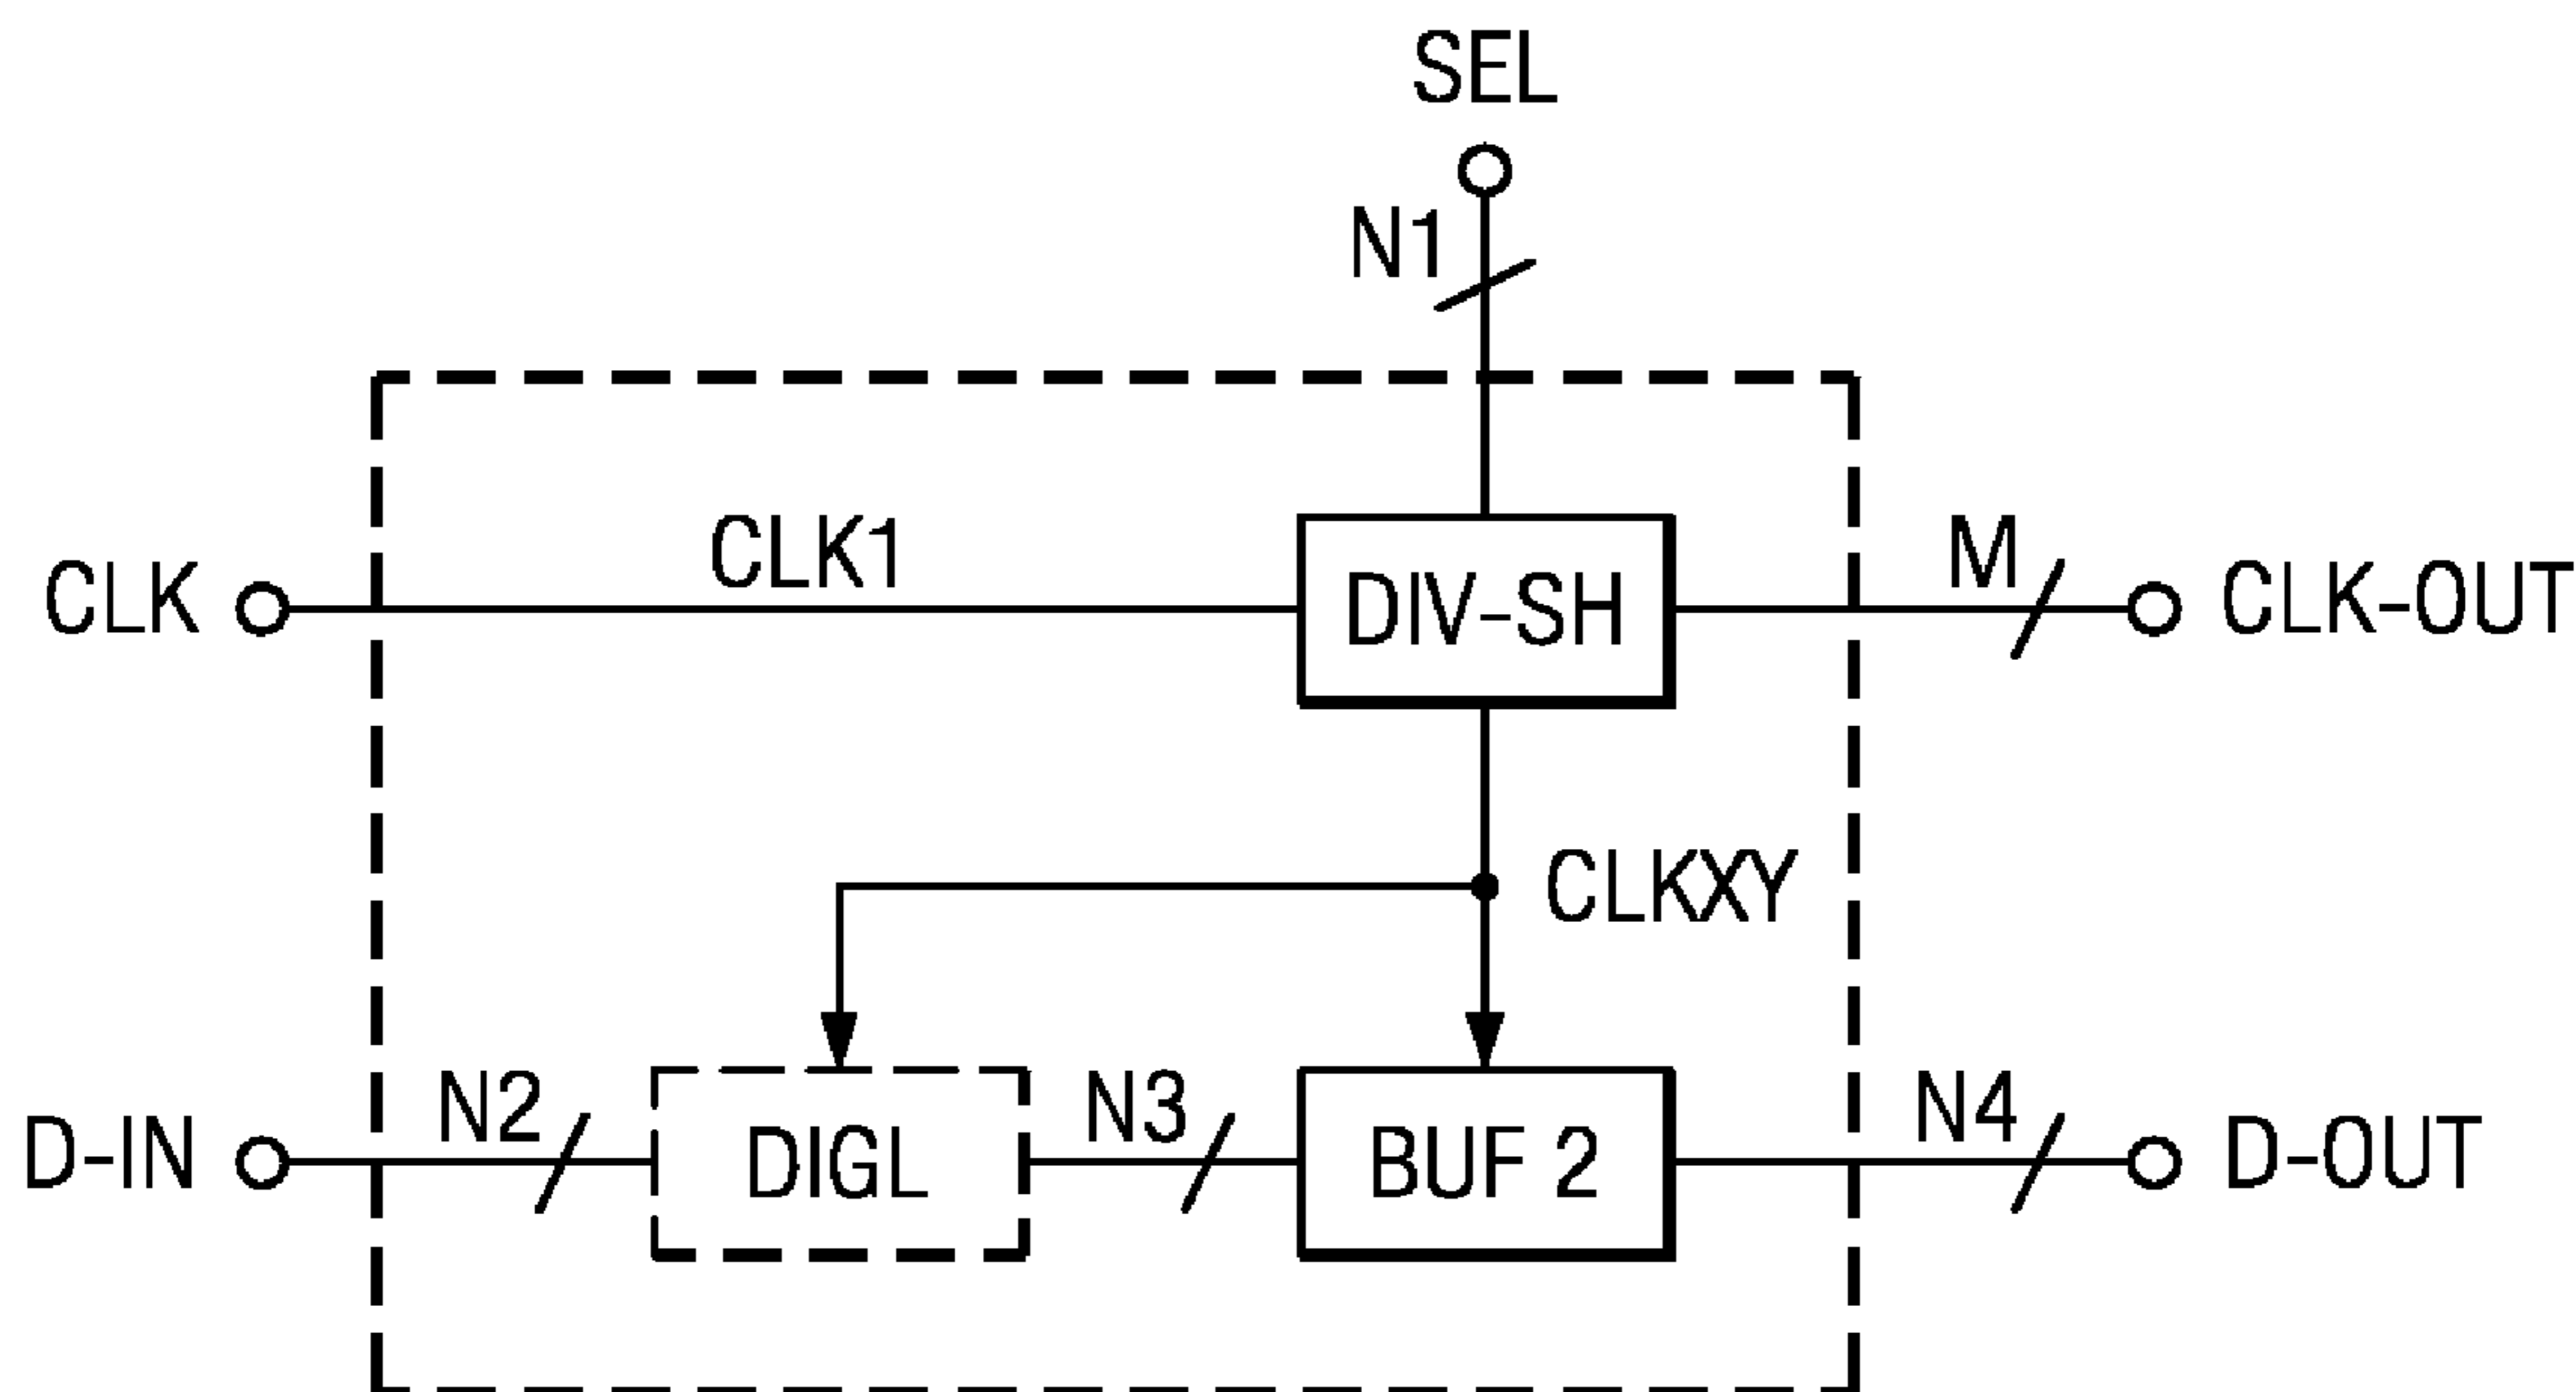 SEL
N1
CLK
CLK1
DIV-SH
M
CLK-OUT
CLKXY
D-IN
N2
DIGL
N3
BUF 2
N4
D-OUT